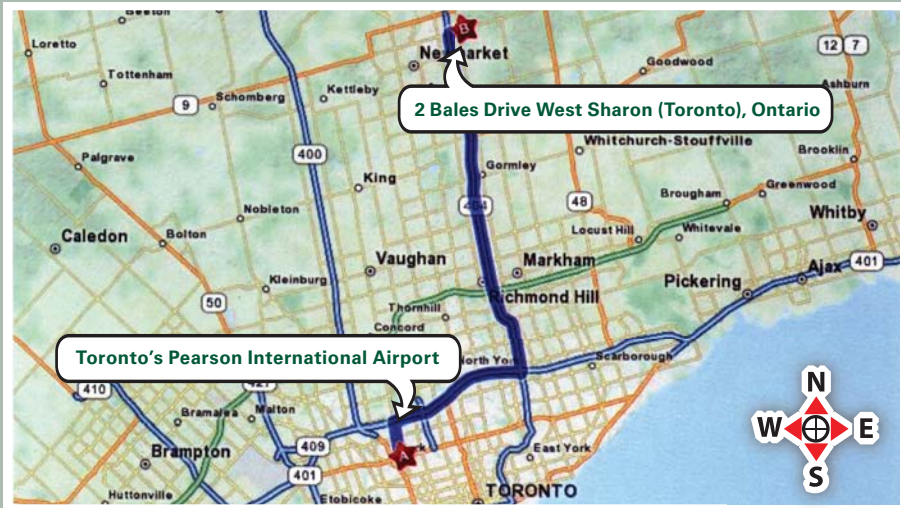 Beeton
B
12 7
Loretto
Newmarket
Goodwood
Tottenham
Ashburn
9
Schomberg
Kettleby
2 Bales Drive West Sharon (Toronto), Ontario
Whitchurch-Stouffville
Brooklin
400
Palgrave
Gormley
King
Brougham
Greenwood
404
48
Nobleton
Whitby
Locust Hill
Whitevale
Bolton
Caledon
Vaughan
Markham
401
Ajax
Kleinburg
Pickering
50
Richmond Hill
Thornhill
Concord
Toronto's Pearson International Airport
North York
Scarborough
410
427
N
Bramalea
Malton
W E
409
East York
Brampton
A
S
401
TORONTO
Huttonville
Etobicoke